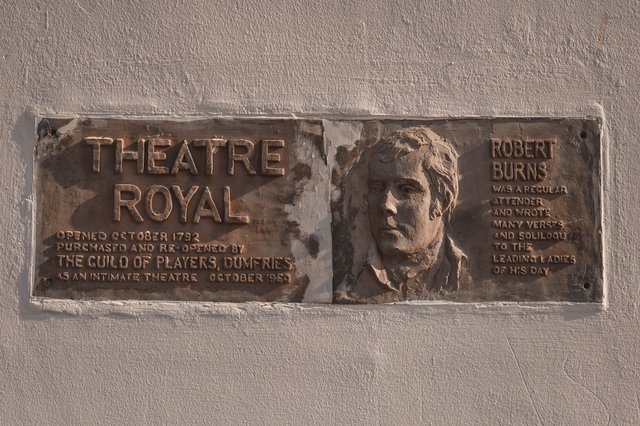 THEATRE
ROYAL
OPENED OCTOBER 1792
PURCHASED AND RE-OPENED BY
THE GUILD OF PLAYERS, DUMFRIES,
AS AN INTIMATE THEATRE OCTOBER 1960
ROBERT
BURNS
WAS A REGULAR
ATTENDER
AND WROTE
MANY VERSES
AND SOLILOQU
TO THE
LEADING LADIES
OF HIS DAY